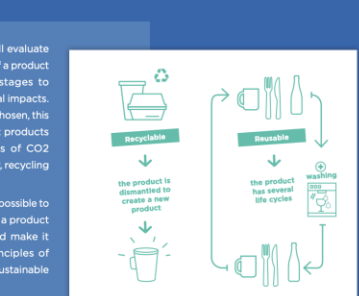 ll evaluate
f a product
stages to
al impacts.
hosen, this
t products
s of CO2
, recycling
possible to
a product
d make it
nciples of
ustainable
Recyclable
the product is
dismantled to
create a new
product
Reusable
the product
has several
life cycles
washing